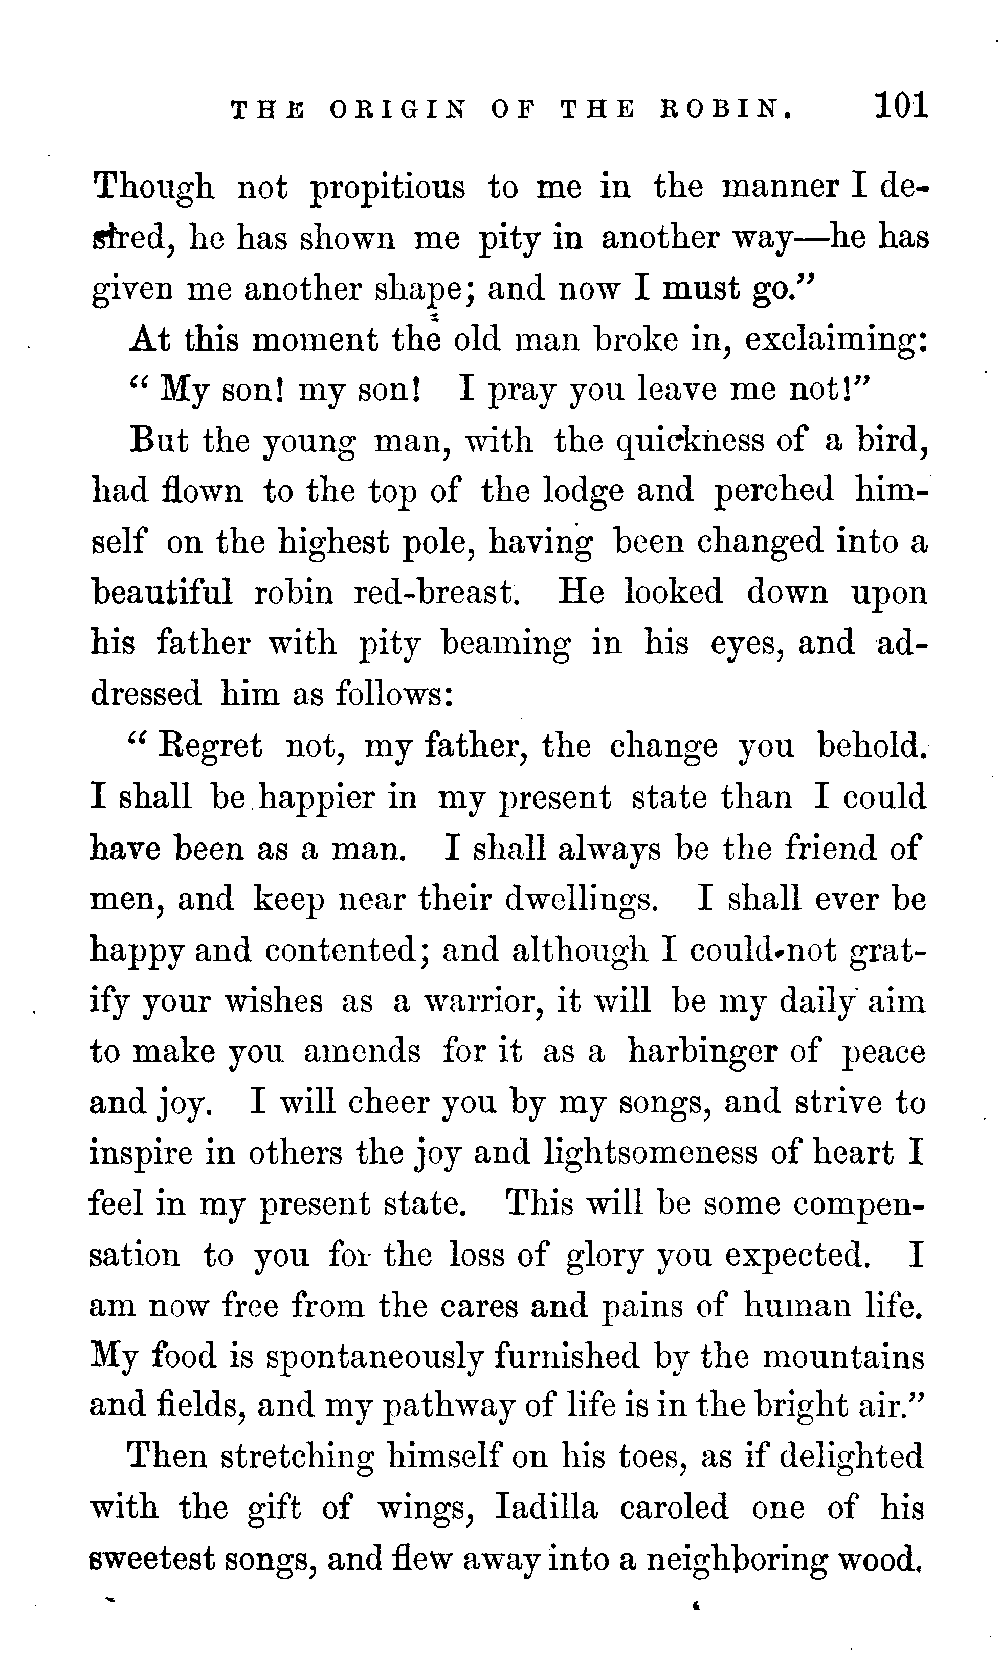 THE ORIGIN OF THE ROBIN. 101
Though not propitious to me in the manner I de-
sired, he has shown me pity in another way—he has
given me another shape; and now I must go.”
At this moment the old man broke in, exclaiming:
“ My son! my son! I pray you leave me not!”
But the young man, with the quickness of a bird,
had flown to the top of the lodge and perched him-
self on the highest pole, having been changed into a
beautiful robin red-breast. He looked down upon
his father with pity beaming in his eyes, and ad-
dressed him as follows:
“ Regret not, my father, the change you behold.
I shall be happier in my present state than I could
have been as a man. I shall always be the friend of
men, and keep near their dwellings. I shall ever be
happy and contented; and although I could not grat-
ify your wishes as a warrior, it will be my daily aim
to make you amends for it as a harbinger of peace
and joy. I will cheer you by my songs, and strive to
inspire in others the joy and lightsomeness of heart I
feel in my present state. This will be some compen-
sation to you for the loss of glory you expected. I
am now free from the cares and pains of human life.
My food is spontaneously furnished by the mountains
and fields, and my pathway of life is in the bright air.”
Then stretching himself on his toes, as if delighted
with the gift of wings, Iadilla caroled one of his
sweetest songs, and flew away into a neighboring wood.